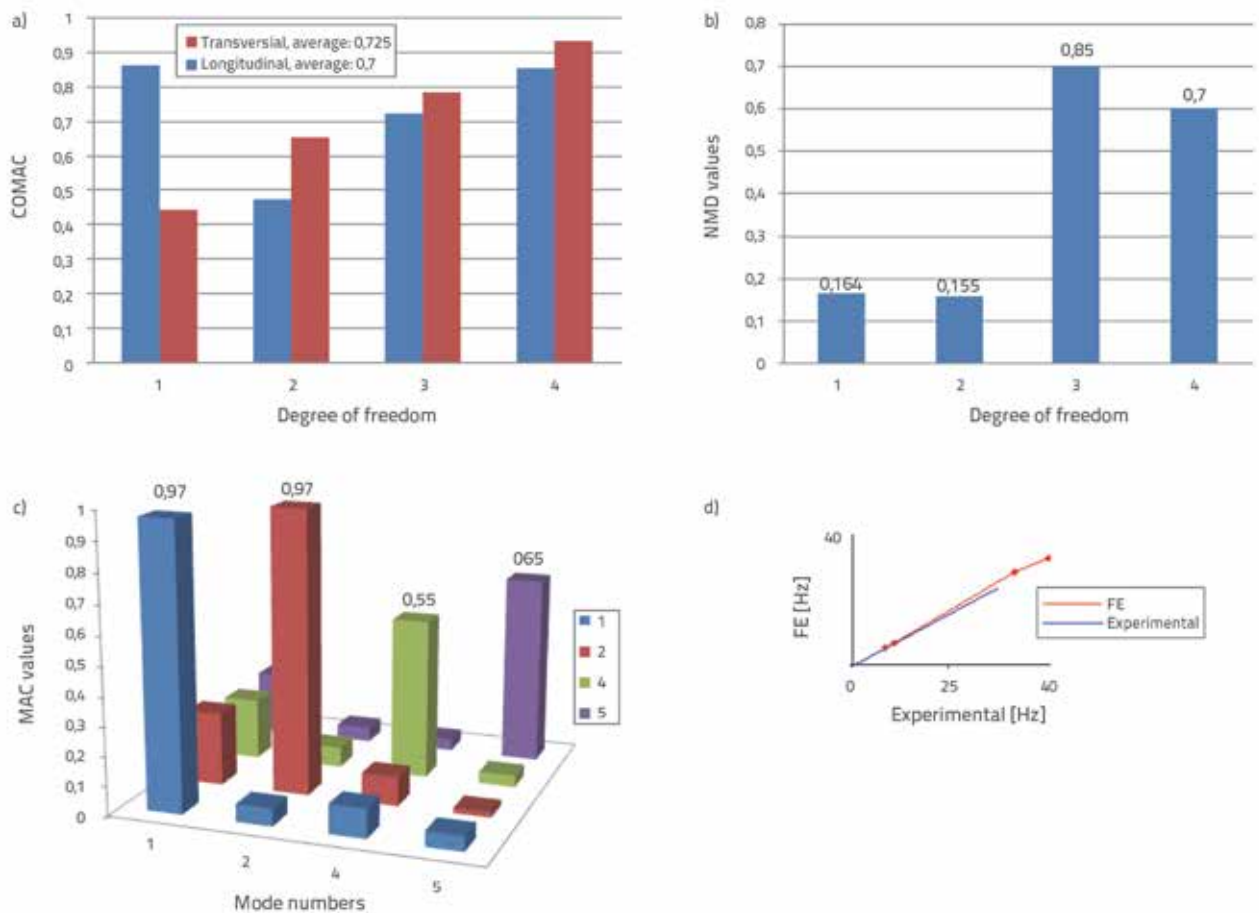 a)
1
0,9
0,8
0,7
0,6
0,5
0,4
0,3
0,2
0,1
0
COMAC
Transversial, average: 0,725
Longitudinal, average: 0,7
1 2 3 4
Degree of freedom
b)
0,8
0,7
0,6
0,5
0,4
0,3
0,2
0,1
0
NMD values
0,164
0,155
0,85
0,7
1 2 3 4
Degree of freedom
c)
1
0,9
0,8
0,7
0,6
0,5
0,4
0,3
0,2
0,1
0
MAC values
0,97
0,97
0,55
065
1
2
4
5
1 2 4 5
Mode numbers
d)
40
FE [Hz]
FE
Experimental
0 25 40
Experimental [Hz]